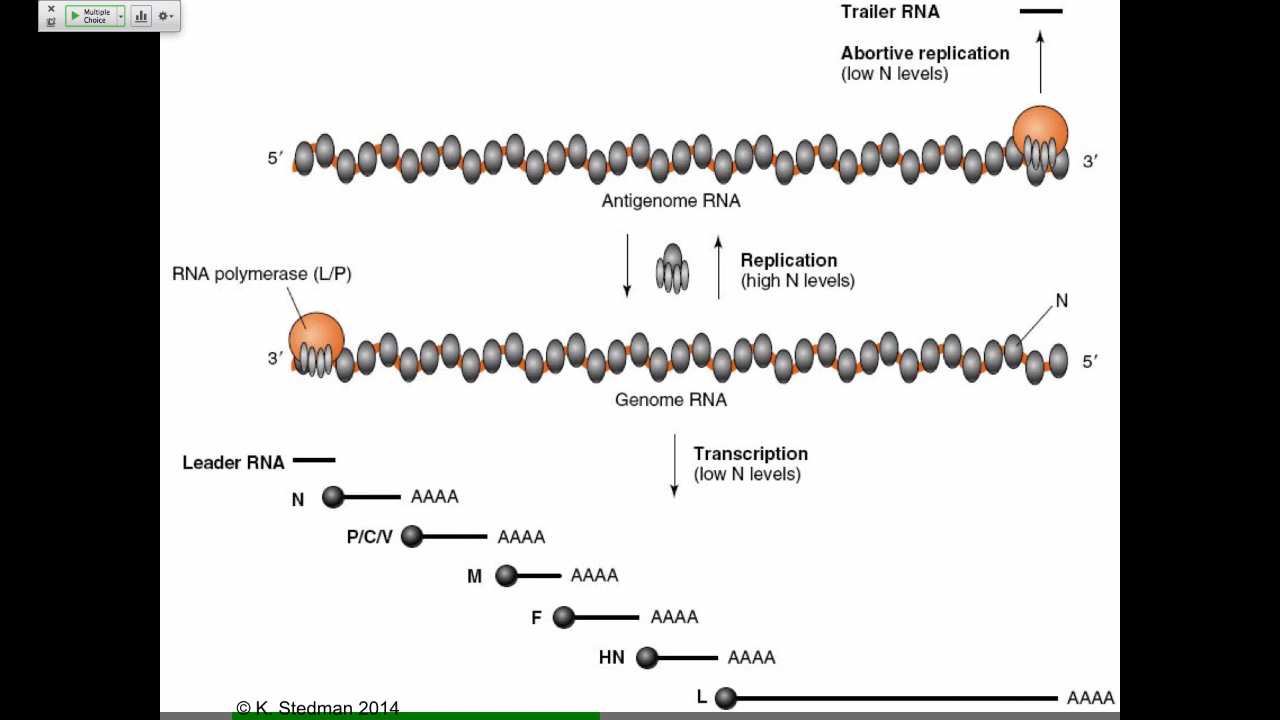 Multiple
Choice
Trailer RNA
Abortive replication
(low N levels)
5′
3′
Antigenome RNA
RNA polymerase (L/P)
Replication
(high N levels)
N
3′
5′
Genome RNA
Transcription
(low N levels)
Leader RNA
N AAAA
P/C/V AAAA
M AAAA
F AAAA
HN AAAA
L AAAA
© K. Stedman 2014